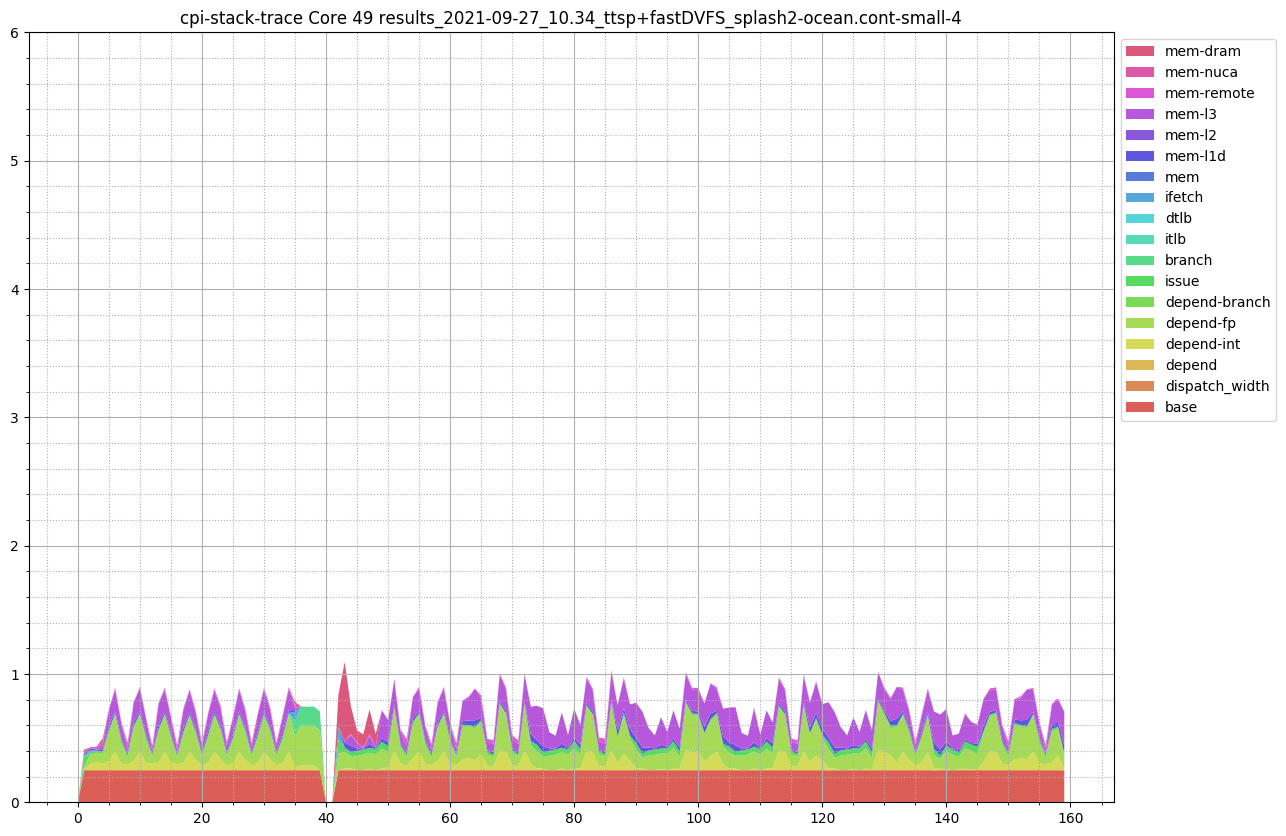 cpi-stack-trace Core 49 results_2021-09-27_10.34_ttsp+fastDVFS_splash2-ocean.cont-small-4
6
5
4
3
2
1
0
0 20 40 60 80 100 120 140 160
mem-dram
mem-nuca
mem-remote
mem-l3
mem-l2
mem-l1d
mem
ifetch
dtlb
itlb
branch
issue
depend-branch
depend-fp
depend-int
depend
dispatch_width
base